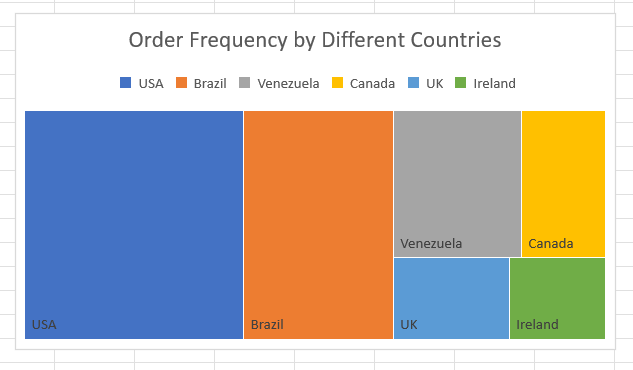 Order Frequency by Different Countries
USA Brazil Venezuela Canada UK Ireland
Venezuela Canada
USA Brazil UK Ireland